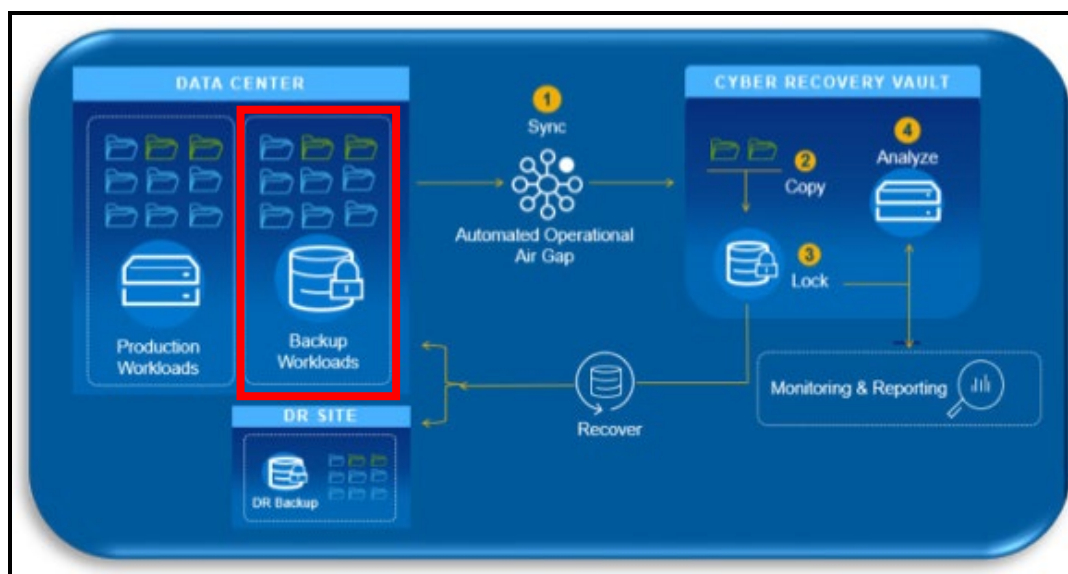 DATA CENTER
Production
Workloads
Backup
Workloads
DR SITE
DR Backup
1
Sync
Automated Operational
Air Gap
Recover
CYBER RECOVERY VAULT
2
Copy
3
Lock
4
Analyze
Monitoring & Reporting